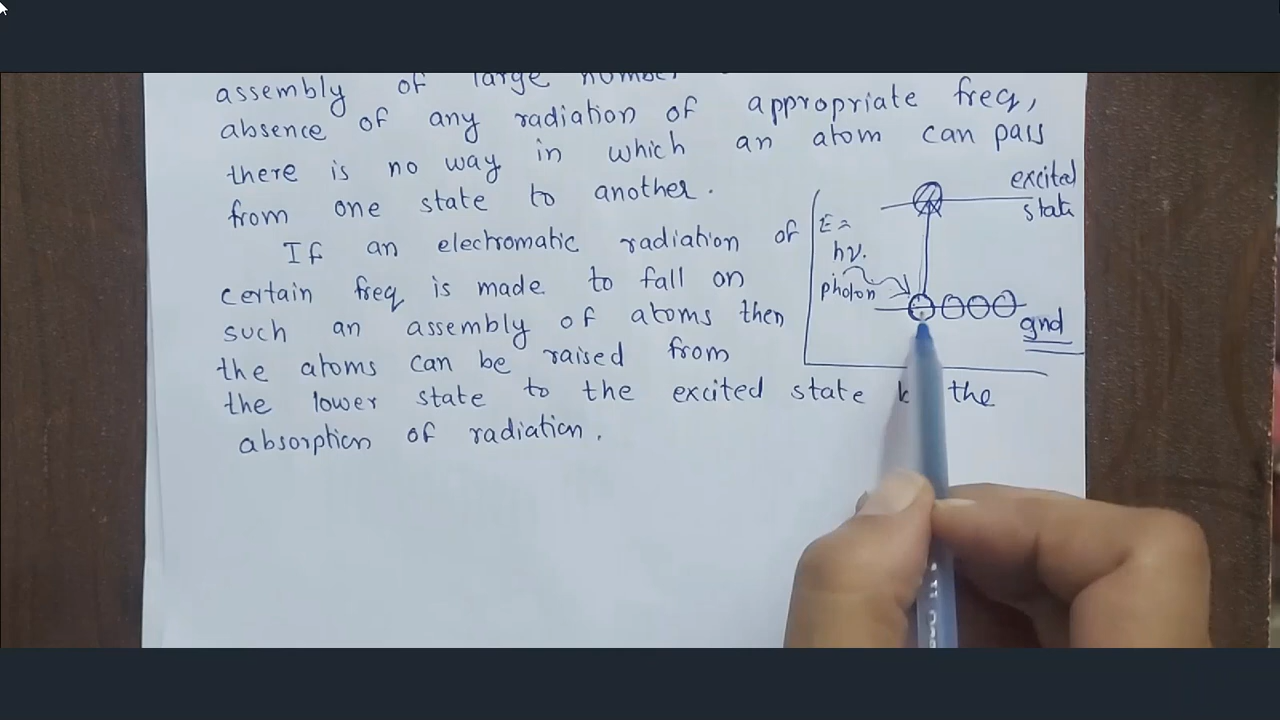 assembly of large number
absence of any radiation of appropriate freq,
there is no way in which an atom can pass
from one state to another.
If an electromatic radiation of
certain freq is made to fall on
such an assembly of atoms then
the atoms can be raised from
the lower state to the excited state the
absorption of radiation.
excited
state
E =
hν.
photon
gnd